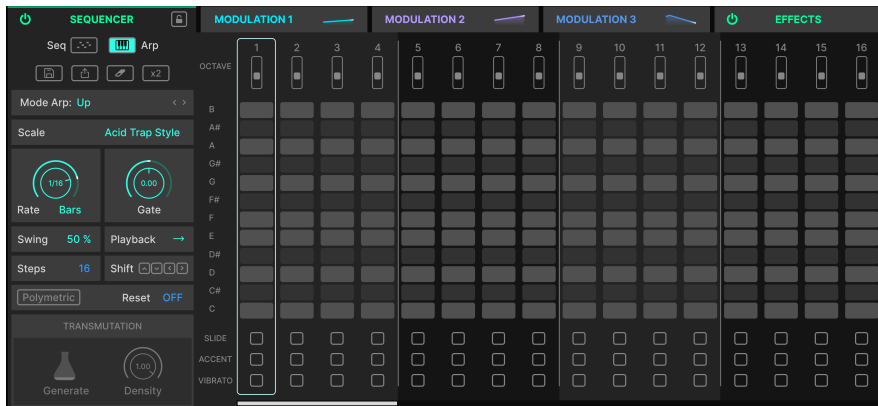 SEQUENCER
MODULATION 1
MODULATION 2
MODULATION 3
EFFECTS
Seq
Arp
x2
Mode Arp: Up
Scale Acid Trap Style
1/16
0.00
Rate Bars
Gate
Swing 50 %
Playback →
Steps 16
Shift
Polymetric
Reset OFF
TRANSMUTATION
1.00
Generate
Density
1 2 3 4 5 6 7 8 9 10 11 12 13 14 15 16
OCTAVE
B
A#
A
G#
G
F#
F
E
D#
D
C#
C
SLIDE
ACCENT
VIBRATO